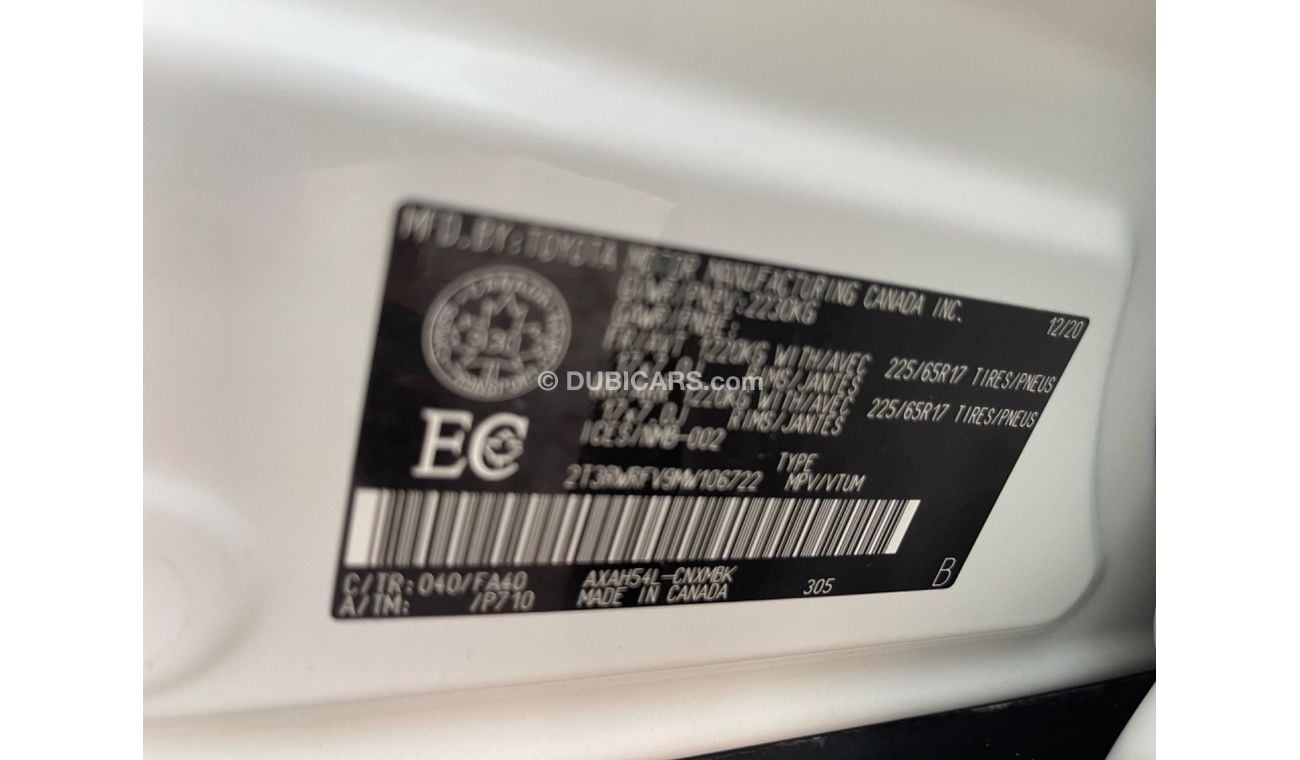 MFD.BY:TOYOTA MOTOR MANUFACTURING CANADA INC.
GVWR/PNBV:2230KG 12/20
GAWR/PNBE:
FR/AVT 1220KG WITH/AVEC 225/65R17 TIRES/PNEUS
17x7.0J RIMS/JANTES
1220KG WITH/AVEC 225/65R17 TIRES/PNEUS
17x7.0J RIMS/JANTES
ICES/NMB-002
© DUBICARS.com
EC
2T3RWRFV9MW106722 TYPE MPV/VTUM
C/TR:040/FA40 AXAH54L-CNXMBK 305 B
A/TM: /P710 MADE IN CANADA